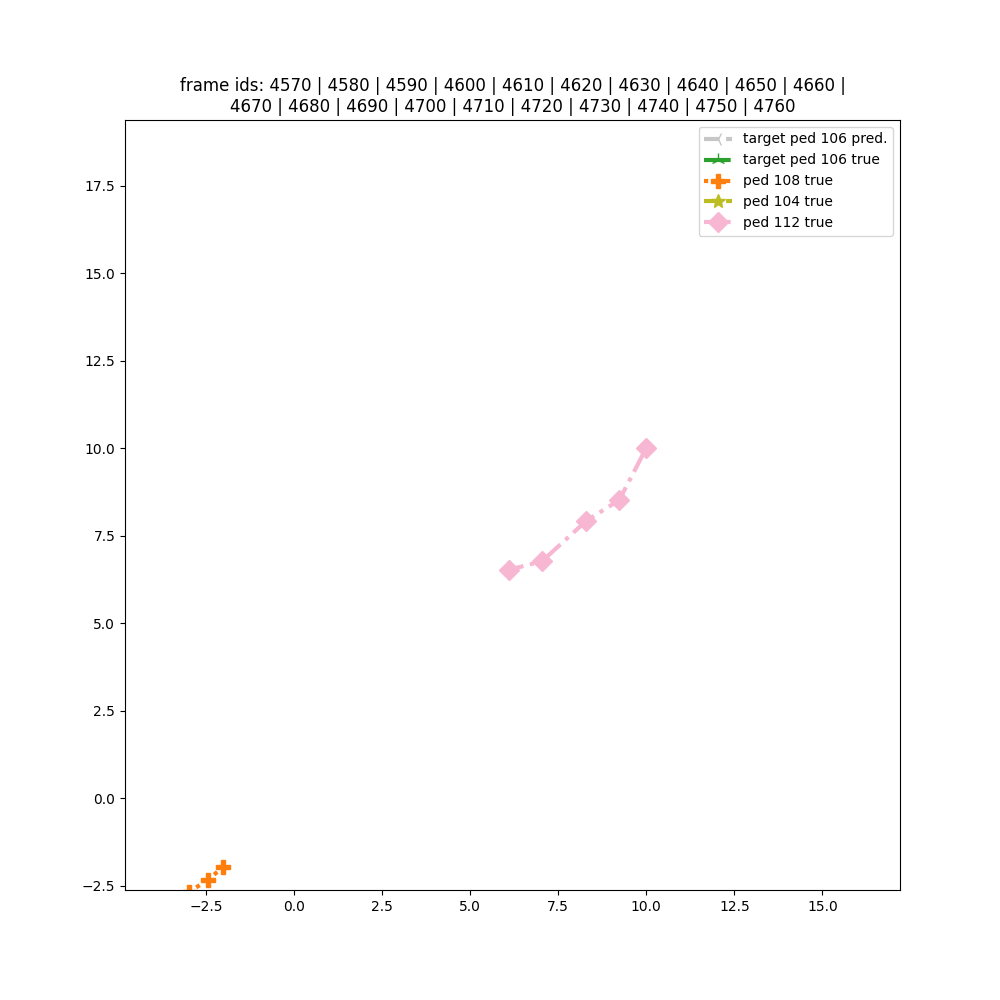 frame ids: 4570 | 4580 | 4590 | 4600 | 4610 | 4620 | 4630 | 4640 | 4650 | 4660 |
4670 | 4680 | 4690 | 4700 | 4710 | 4720 | 4730 | 4740 | 4750 | 4760
target ped 106 pred.
target ped 106 true
ped 108 true
ped 104 true
ped 112 true
17.5
15.0
12.5
10.0
7.5
5.0
2.5
0.0
−2.5
−2.5 0.0 2.5 5.0 7.5 10.0 12.5 15.0